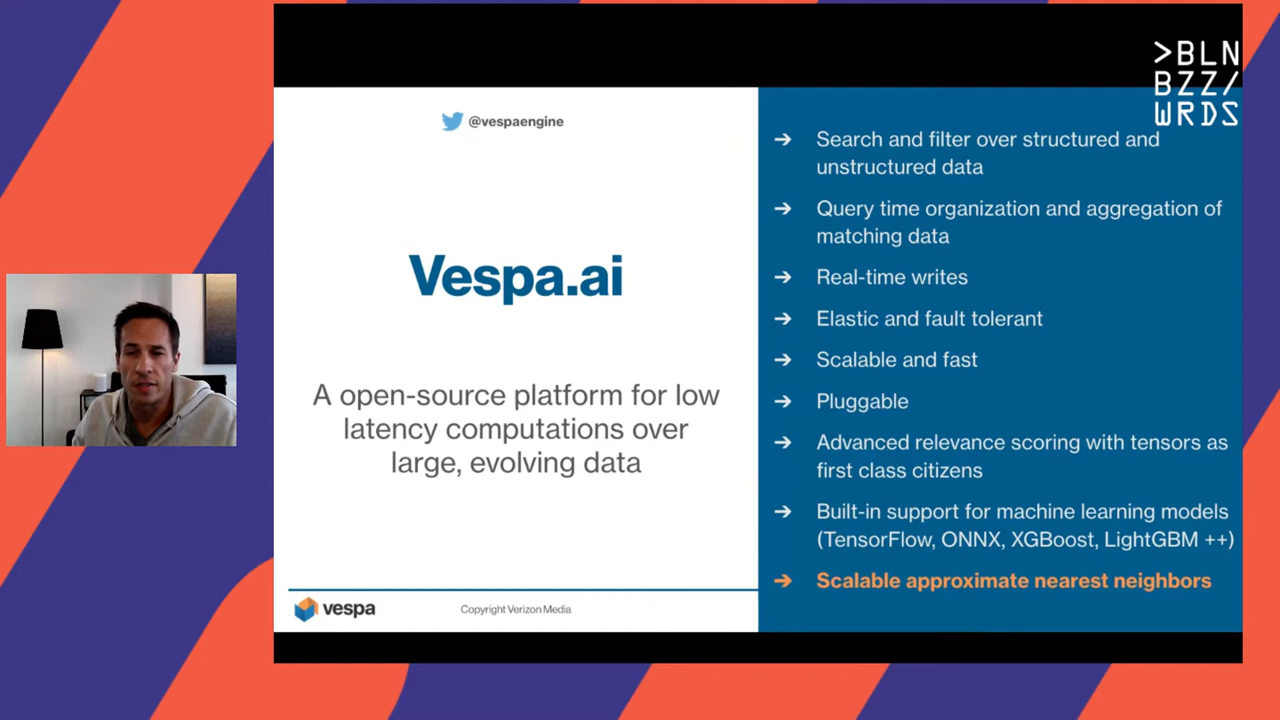 >BLN
BZZ/
WRDS
@vespaengine
Vespa.ai
A open-source platform for low
latency computations over
large, evolving data
vespa
Copyright Verizon Media
→ Search and filter over structured and
unstructured data
→ Query time organization and aggregation of
matching data
→ Real-time writes
→ Elastic and fault tolerant
→ Scalable and fast
→ Pluggable
→ Advanced relevance scoring with tensors as
first class citizens
→ Built-in support for machine learning models
(TensorFlow, ONNX, XGBoost, LightGBM ++)
→ Scalable approximate nearest neighbors